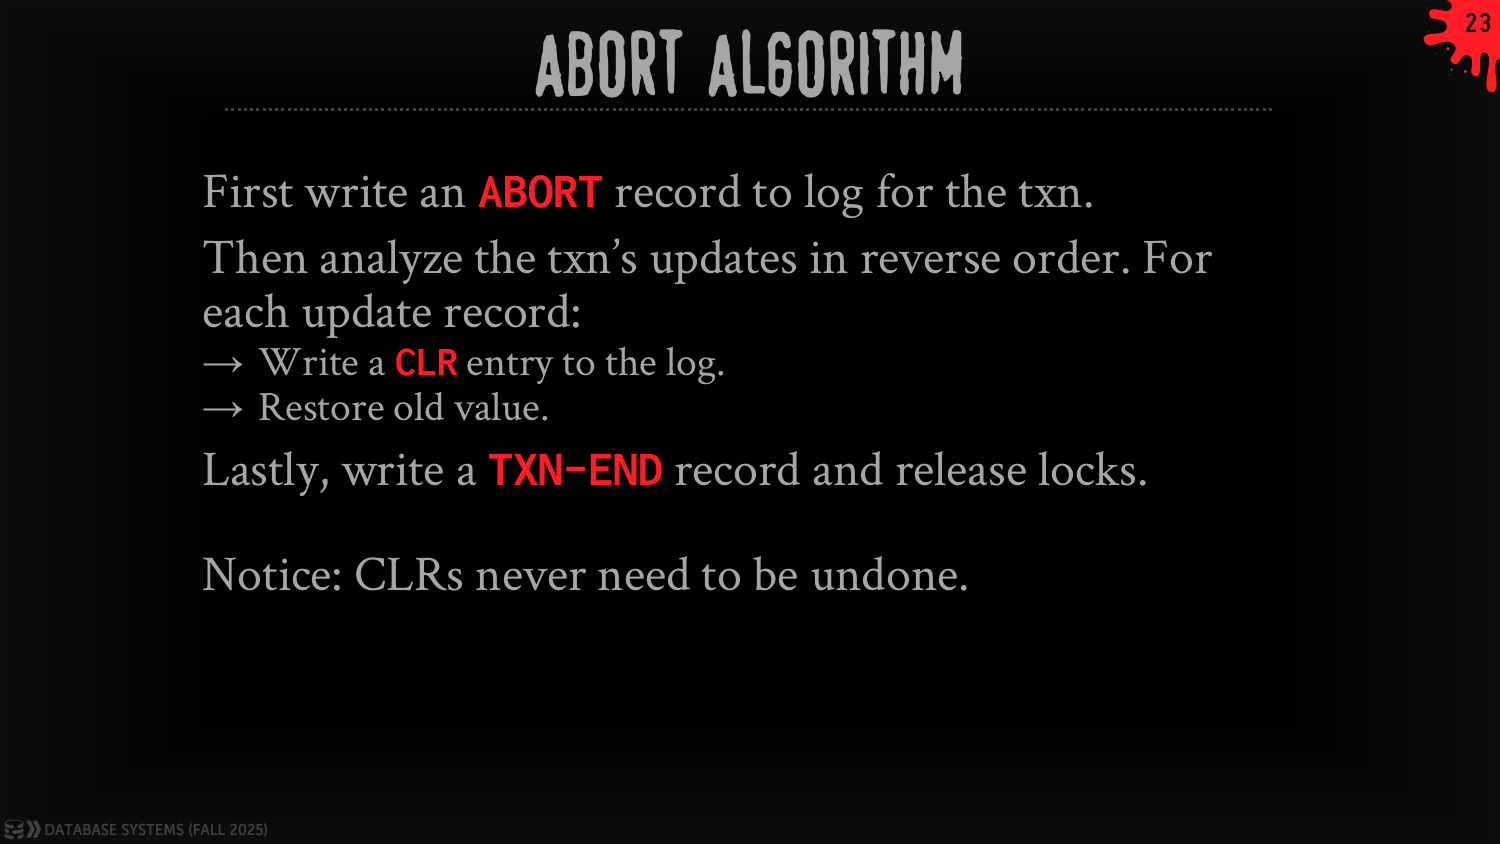 23
ABORT ALGORITHM
First write an ABORT record to log for the txn.
Then analyze the txn’s updates in reverse order. For
each update record:
→ Write a CLR entry to the log.
→ Restore old value.
Lastly, write a TXN-END record and release locks.
Notice: CLRs never need to be undone.
DATABASE SYSTEMS (FALL 2025)